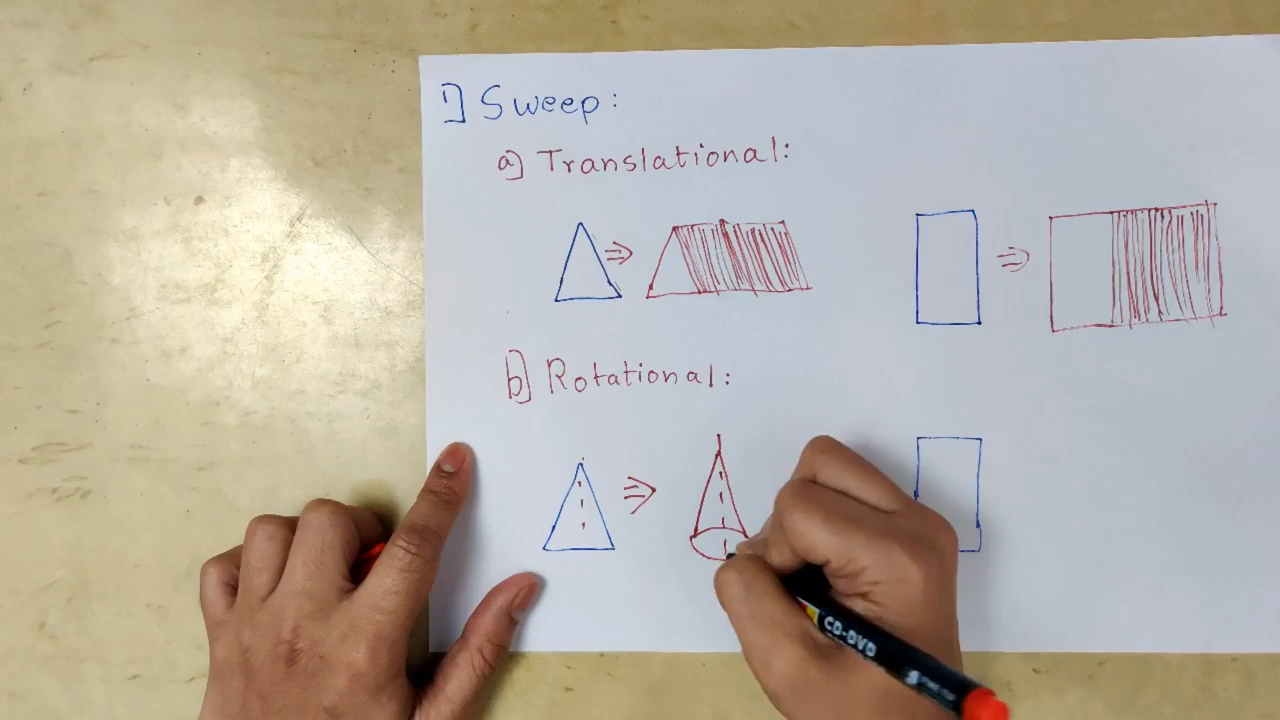 1] Sweep:
a) Translational:
⇒
⇒
b) Rotational:
⇒
CD-DVD